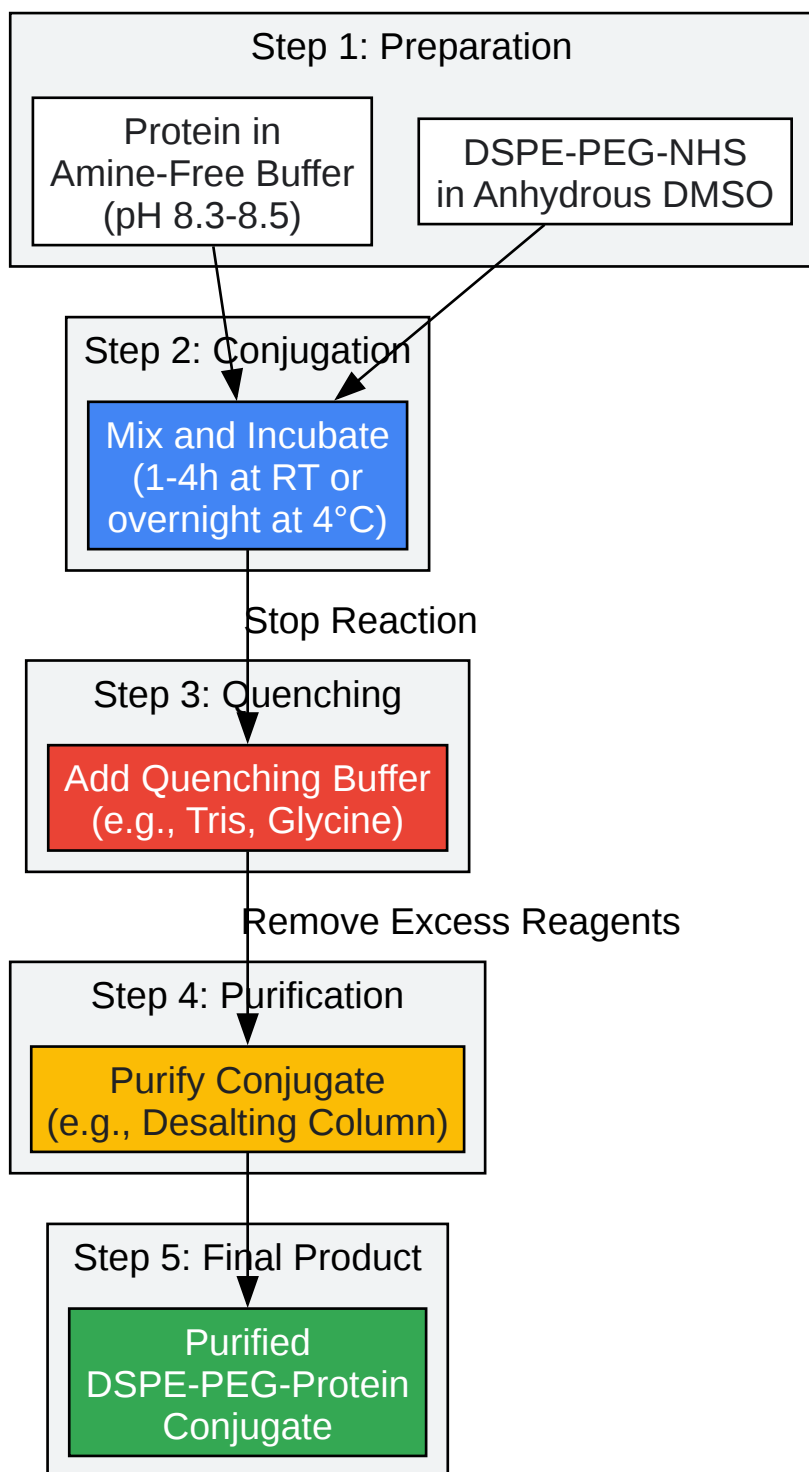 Step 1: Preparation
Protein in
Amine-Free Buffer
(pH 8.3-8.5)
DSPE-PEG-NHS
in Anhydrous DMSO
Step 2: Conjugation
Mix and Incubate
(1-4h at RT or
overnight at 4°C)
Stop Reaction
Step 3: Quenching
Add Quenching Buffer
(e.g., Tris, Glycine)
Remove Excess Reagents
Step 4: Purification
Purify Conjugate
(e.g., Desalting Column)
Step 5: Final Product
Purified
DSPE-PEG-Protein
Conjugate